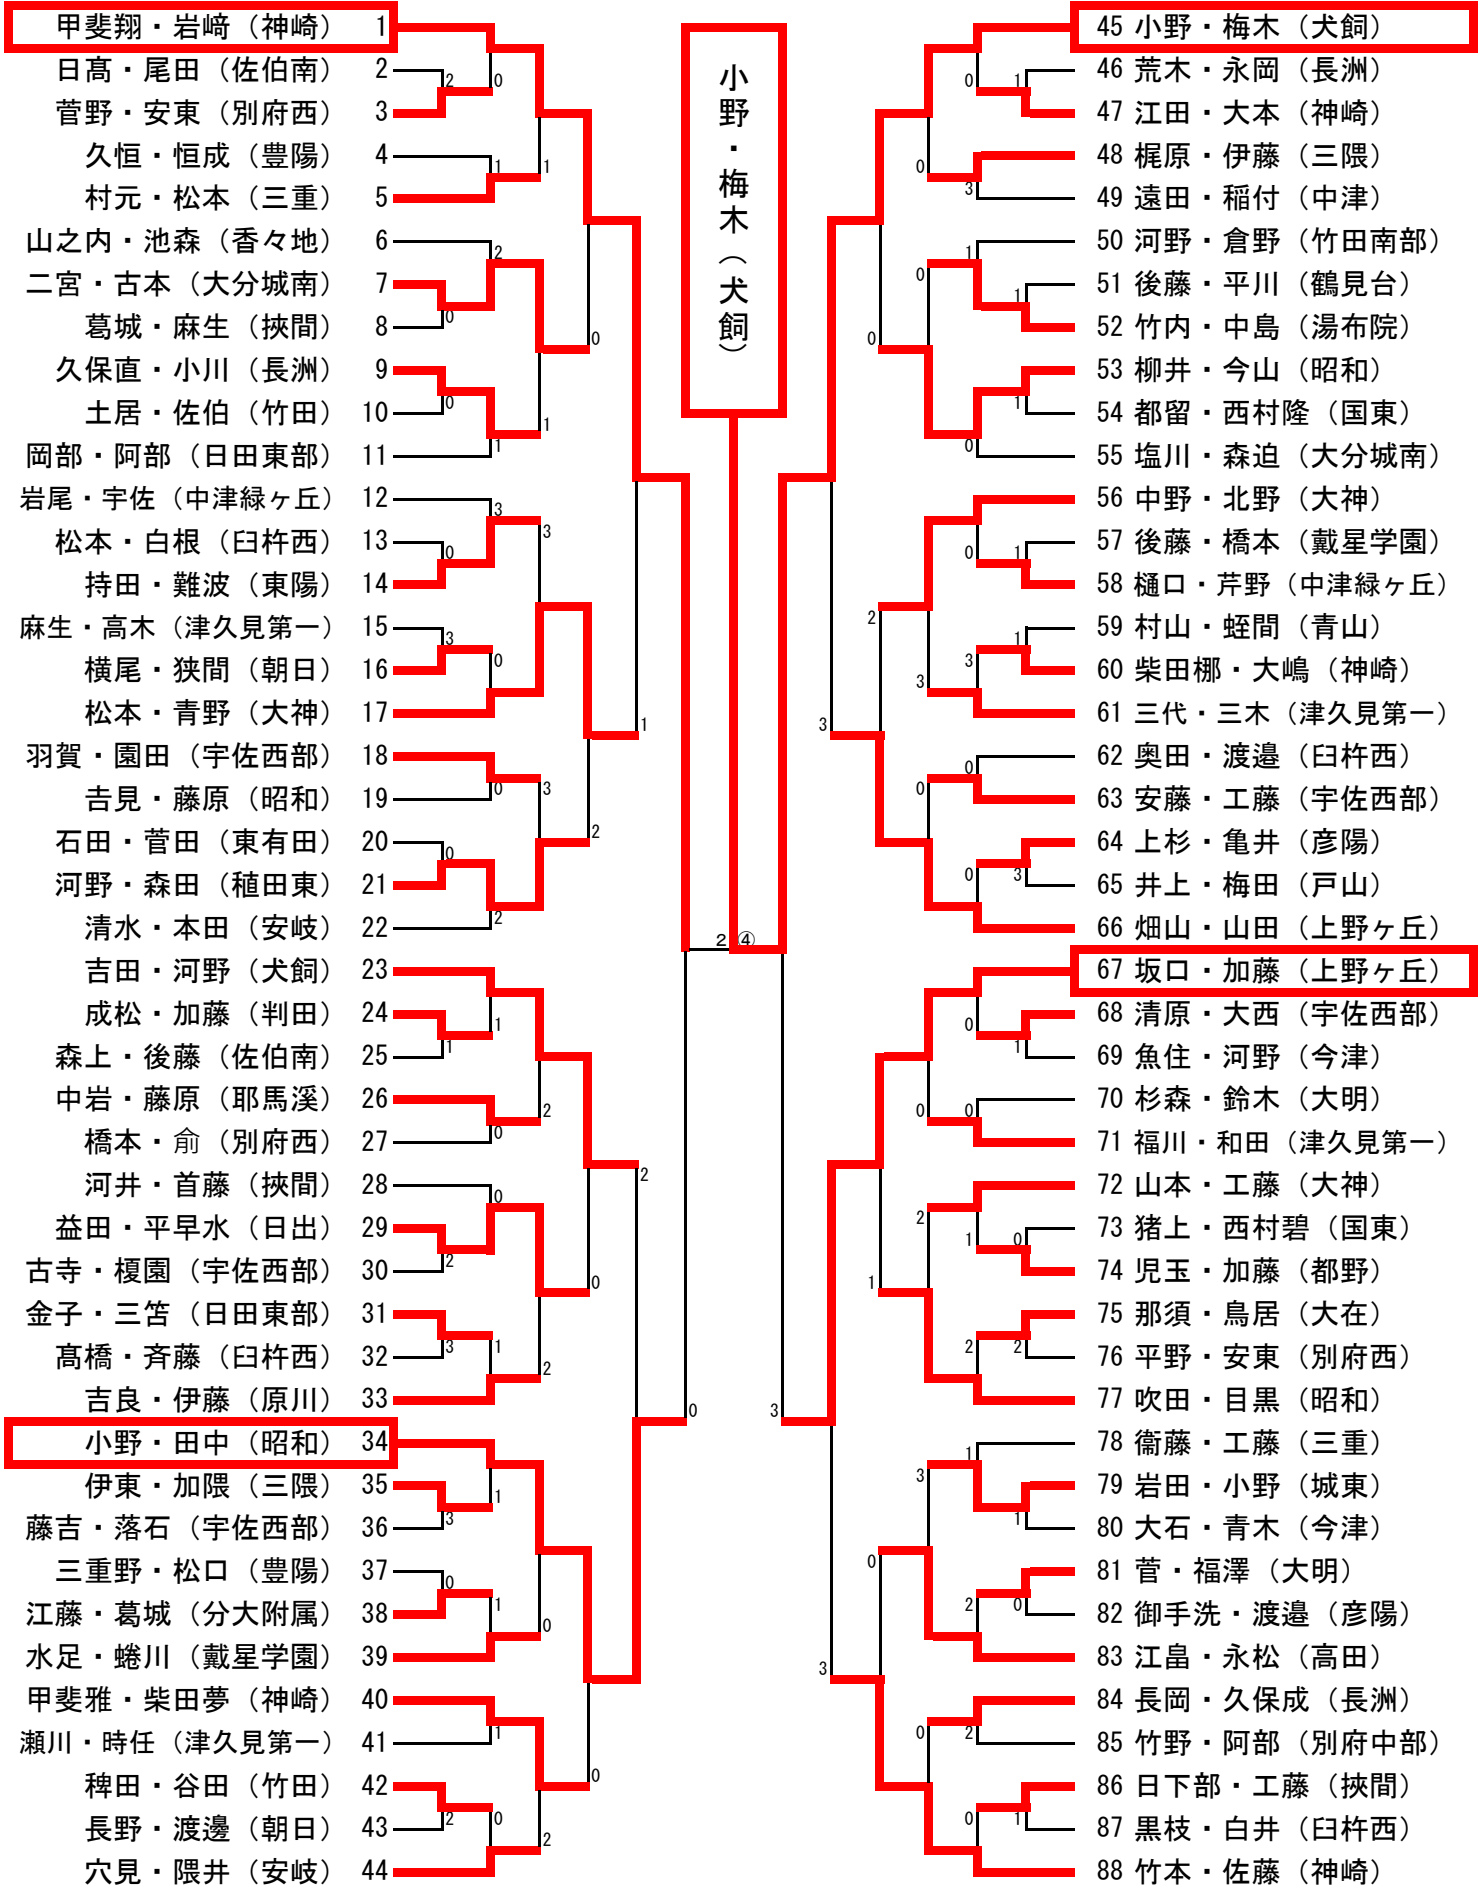 甲斐翔・岩﨑（神崎） 1
日髙・尾田（佐伯南） 2
菅野・安東（別府西） 3
久恒・恒成（豊陽） 4
村元・松本（三重） 5
山之内・池森（香々地） 6
二宮・古本（大分城南） 7
葛城・麻生（挾間） 8
久保直・小川（長洲） 9
土居・佐伯（竹田） 10
岡部・阿部（日田東部） 11
岩尾・宇佐（中津緑ヶ丘） 12
松本・白根（臼杵西） 13
持田・難波（東陽） 14
麻生・高木（津久見第一） 15
横尾・狭間（朝日） 16
松本・青野（大神） 17
羽賀・園田（宇佐西部） 18
𠮷見・藤原（昭和） 19
石田・菅田（東有田） 20
河野・森田（稙田東） 21
清水・本田（安岐） 22
吉田・河野（犬飼） 23
成松・加藤（判田） 24
森上・後藤（佐伯南） 25
中岩・藤原（耶馬溪） 26
橋本・俞（別府西） 27
河井・首藤（挾間） 28
益田・平早水（日出） 29
古寺・榎園（宇佐西部） 30
金子・三笘（日田東部） 31
髙橋・斉藤（臼杵西） 32
吉良・伊藤（原川） 33
小野・田中（昭和） 34
伊東・加隈（三隈） 35
藤吉・落石（宇佐西部） 36
三重野・松口（豊陽） 37
江藤・葛城（分大附属） 38
水足・蜷川（戴星学園） 39
甲斐雅・柴田夢（神崎） 40
瀬川・時任（津久見第一） 41
稗田・谷田（竹田） 42
長野・渡邊（朝日） 43
穴見・隈井（安岐） 44
小野・梅木（犬飼）
2 ④
45 小野・梅木（犬飼）
46 荒木・永岡（長洲）
47 江田・大本（神崎）
48 梶原・伊藤（三隈）
49 遠田・稲付（中津）
50 河野・倉野（竹田南部）
51 後藤・平川（鶴見台）
52 竹内・中島（湯布院）
53 柳井・今山（昭和）
54 都留・西村隆（国東）
55 塩川・森迫（大分城南）
56 中野・北野（大神）
57 後藤・橋本（戴星学園）
58 樋口・芹野（中津緑ヶ丘）
59 村山・蛭間（青山）
60 柴田梛・大嶋（神崎）
61 三代・三木（津久見第一）
62 奥田・渡邉（臼杵西）
63 安藤・工藤（宇佐西部）
64 上杉・亀井（彦陽）
65 井上・梅田（戸山）
66 畑山・山田（上野ヶ丘）
67 坂口・加藤（上野ヶ丘）
68 清原・大西（宇佐西部）
69 魚住・河野（今津）
70 杉森・鈴木（大明）
71 福川・和田（津久見第一）
72 山本・工藤（大神）
73 猪上・西村碧（国東）
74 児玉・加藤（都野）
75 那須・鳥居（大在）
76 平野・安東（別府西）
77 吹田・目黒（昭和）
78 衞藤・工藤（三重）
79 岩田・小野（城東）
80 大石・青木（今津）
81 菅・福澤（大明）
82 御手洗・渡邉（彦陽）
83 江畠・永松（高田）
84 長岡・久保成（長洲）
85 竹野・阿部（別府中部）
86 日下部・工藤（挾間）
87 黒枝・白井（臼杵西）
88 竹本・佐藤（神崎）